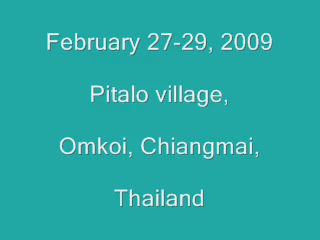 February 27-29, 2009
Pitalo village,
Omkoi, Chiangmai,
Thailand